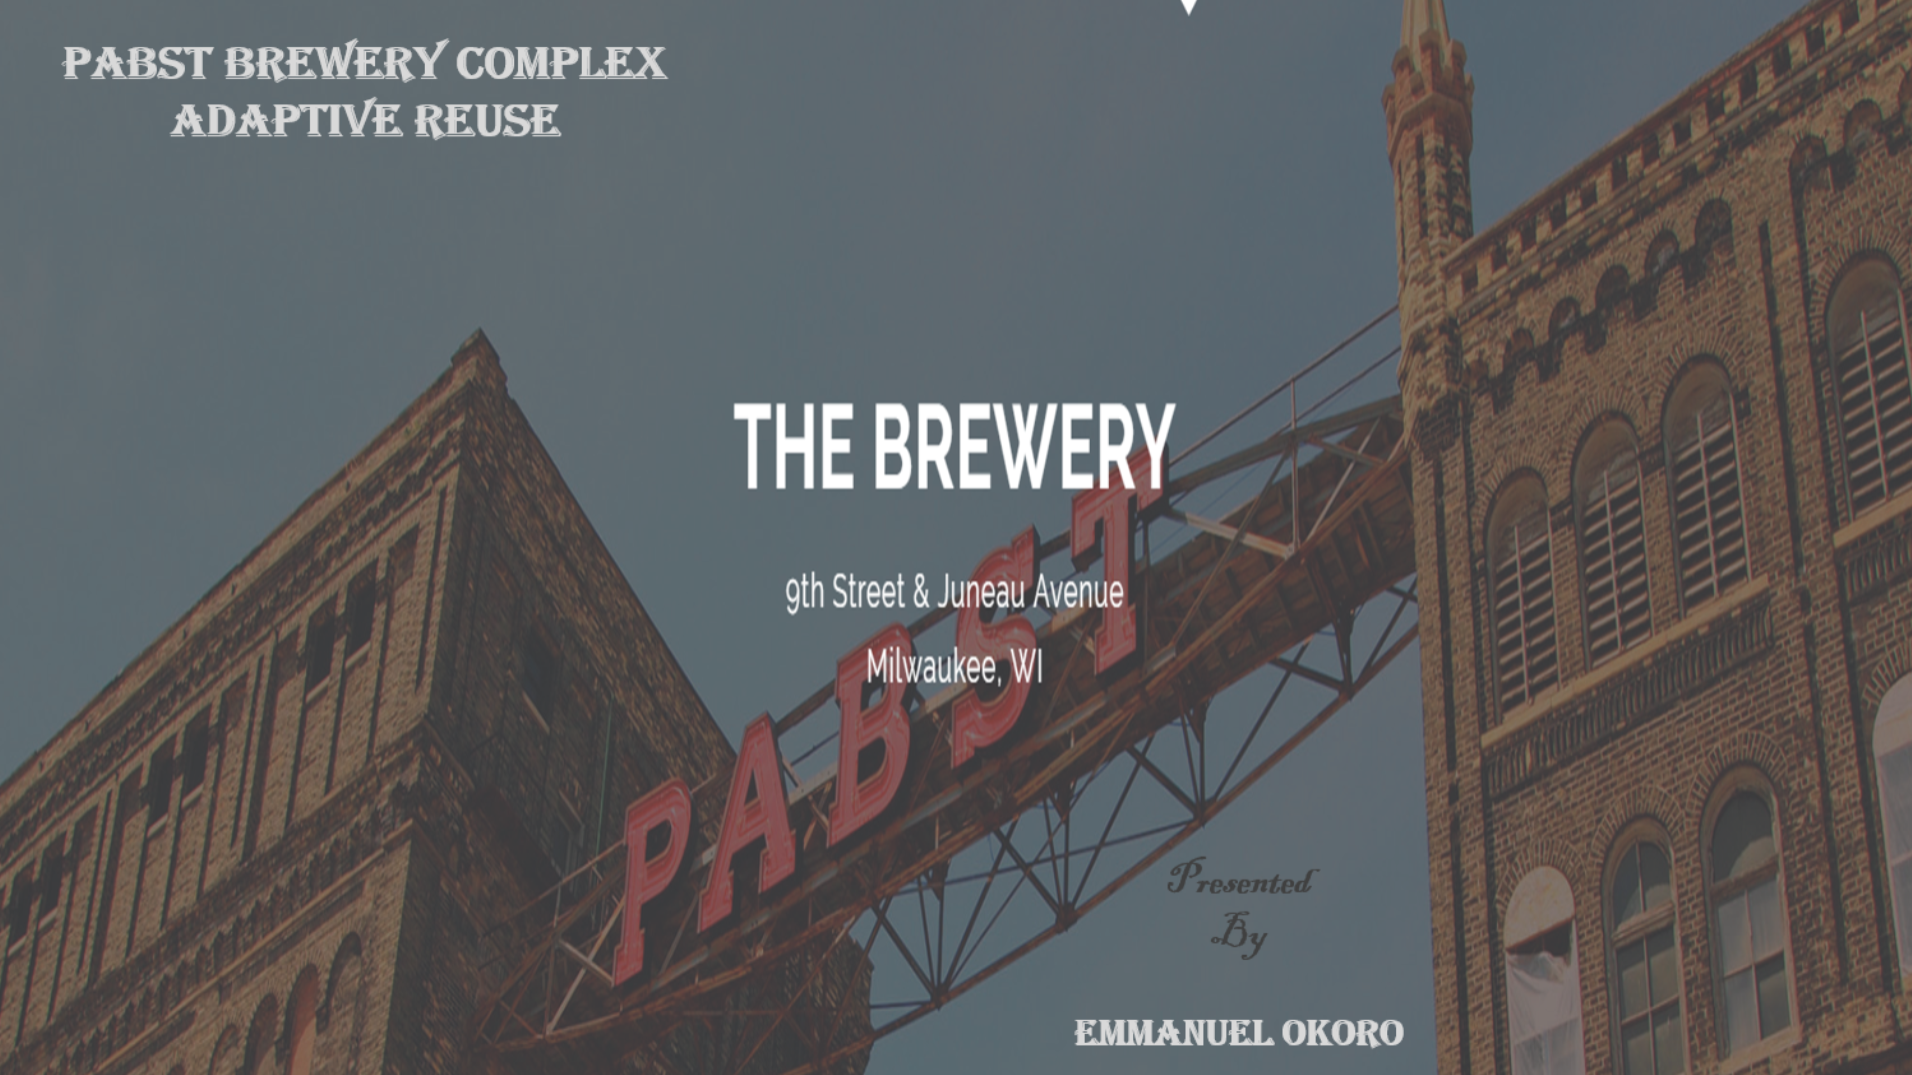 PABST BREWERY COMPLEX
ADAPTIVE REUSE
THE BREWERY
9th Street & Juneau Avenue
Milwaukee, WI
PABST
Presented
By
EMMANUEL OKORO